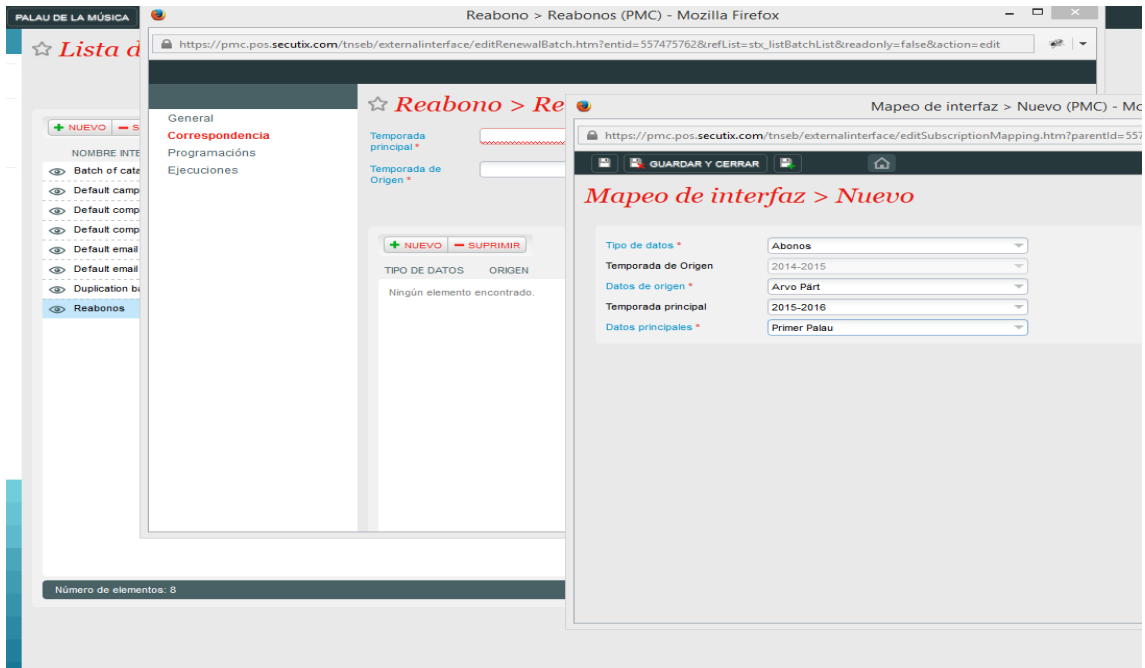 PALAU DE LA MÚSICA
Lista d
NUEVO
NOMBRE INTE
Batch of cata
Default camp
Default comp
Default comp
Default email
Default email
Duplication ba
Reabonos
Número de elementos: 8
Reabono > Reabonos (PMC) - Mozilla Firefox
https://pmc.pos.secutix.com/tnseb/externalinterface/editRenewalBatch.htm?entid=557475762&refList=stx_listBatchList&readonly=false&action=edit
General
Correspondencia
Programacións
Ejecuciones
Reabono > Re
Temporada
principal *
Temporada de
Origen *
NUEVO SUPRIMIR
TIPO DE DATOS ORIGEN
Ningún elemento encontrado.
Mapeo de interfaz > Nuevo (PMC) - Mo
https://pmc.pos.secutix.com/tnseb/externalinterface/editSubscriptionMapping.htm?parentId=557
GUARDAR Y CERRAR
Mapeo de interfaz > Nuevo
Tipo de datos * Abonos
Temporada de Origen 2014-2015
Datos de origen * Arvo Pärt
Temporada principal 2015-2016
Datos principales * Primer Palau